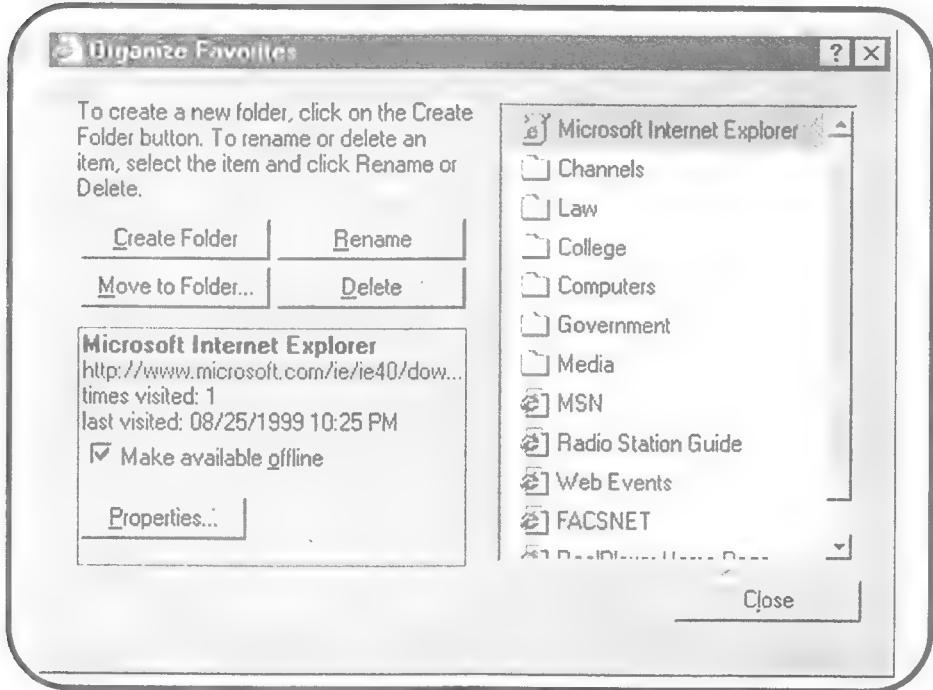 Organize Favorites
?
To create a new folder, click on the Create
Folder button. To rename or delete an
item, select the item and click Rename or
Delete.
Create Folder
Rename
Move to Folder...
Delete
Microsoft Internet Explorer
http://www.microsoft.com/ie/ie40/dow...
times visited: 1
last visited: 08/25/1999 10:25 PM
Make available offline
Properties...
Microsoft Internet Explorer
Channels
Law
College
Computers
Government
Media
MSN
Radio Station Guide
Web Events
FACSNET
RealPlayer Home Page
Close